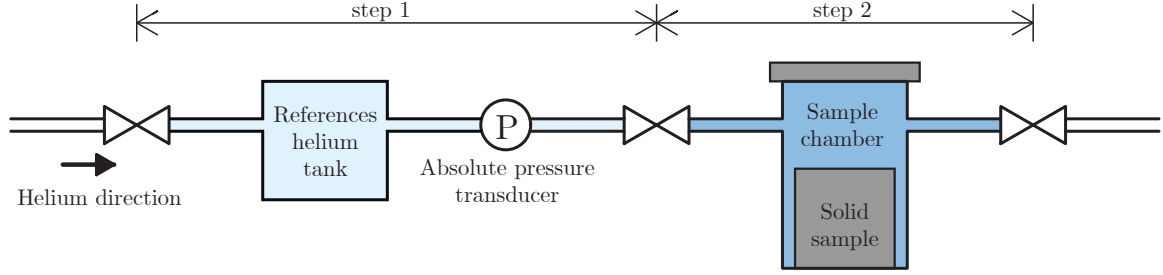 step 1
step 2
References
helium
tank
P
Absolute pressure
transducer
Sample
chamber
Solid
sample
Helium direction